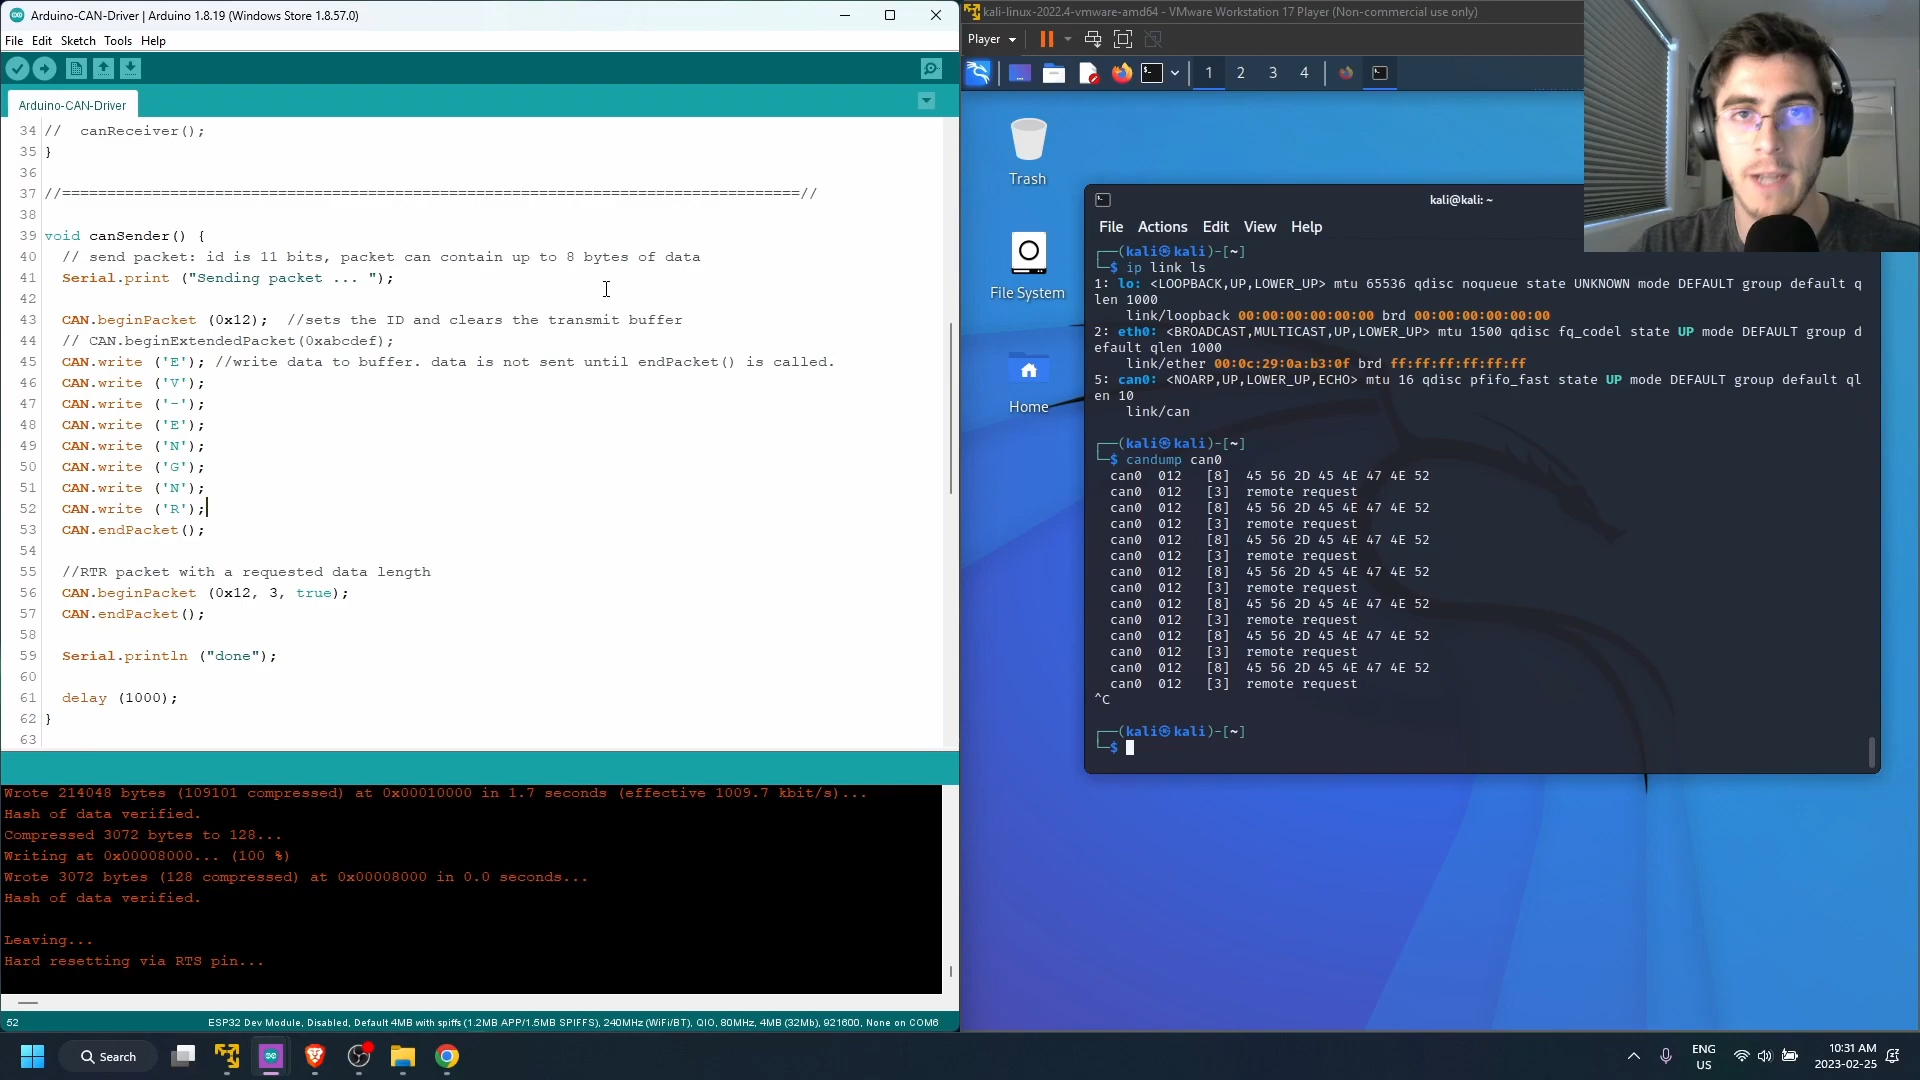 Arduino-CAN-Driver | Arduino 1.8.19 (Windows Store 1.8.57.0)
File Edit Sketch Tools Help
Arduino-CAN-Driver
34 // canReceiver();
35 }
36
37 //==================================================================================//
38
39 void canSender() {
40 // send packet: id is 11 bits, packet can contain up to 8 bytes of data
41 Serial.print ("Sending packet ... ");
42
43 CAN.beginPacket (0x12); //sets the ID and clears the transmit buffer
44 // CAN.beginExtendedPacket(0xabcdef);
45 CAN.write ('E'); //write data to buffer. data is not sent until endPacket() is called.
46 CAN.write ('V');
47 CAN.write ('-');
48 CAN.write ('E');
49 CAN.write ('N');
50 CAN.write ('G');
51 CAN.write ('N');
52 CAN.write ('R');
53 CAN.endPacket();
54
55 //RTR packet with a requested data length
56 CAN.beginPacket (0x12, 3, true);
57 CAN.endPacket();
58
59 Serial.println ("done");
60
61 delay (1000);
62 }
63
Wrote 214048 bytes (109101 compressed) at 0x00010000 in 1.7 seconds (effective 1009.7 kbit/s)...
Hash of data verified.
Compressed 3072 bytes to 128...
Writing at 0x00008000... (100 %)
Wrote 3072 bytes (128 compressed) at 0x00008000 in 0.0 seconds...
Hash of data verified.
Leaving...
Hard resetting via RTS pin...
52 ESP32 Dev Module, Disabled, Default 4MB with spiffs (1.2MB APP/1.5MB SPIFFS), 240MHz (WiFi/BT), QIO, 80MHz, 4MB (32Mb), 921600, None on COM6
kali-linux-2022.4-vmware-amd64 - VMware Workstation 17 Player (Non-commercial use only)
Player
1 2 3 4
Trash
File System
Home
kali@kali: ~
File Actions Edit View Help
(kali㉿kali)-[~]
$ ip link ls
1: lo: <LOOPBACK,UP,LOWER_UP> mtu 65536 qdisc noqueue state UNKNOWN mode DEFAULT group default q
len 1000
link/loopback 00:00:00:00:00:00 brd 00:00:00:00:00:00
2: eth0: <BROADCAST,MULTICAST,UP,LOWER_UP> mtu 1500 qdisc fq_codel state UP mode DEFAULT group d
efault qlen 1000
link/ether 00:0c:29:0a:b3:0f brd ff:ff:ff:ff:ff:ff
5: can0: <NOARP,UP,LOWER_UP,ECHO> mtu 16 qdisc pfifo_fast state UP mode DEFAULT group default ql
en 10
link/can
(kali㉿kali)-[~]
$ candump can0
can0 012 [8] 45 56 2D 45 4E 47 4E 52
can0 012 [3] remote request
can0 012 [8] 45 56 2D 45 4E 47 4E 52
can0 012 [3] remote request
can0 012 [8] 45 56 2D 45 4E 47 4E 52
can0 012 [3] remote request
can0 012 [8] 45 56 2D 45 4E 47 4E 52
can0 012 [3] remote request
can0 012 [8] 45 56 2D 45 4E 47 4E 52
can0 012 [3] remote request
can0 012 [8] 45 56 2D 45 4E 47 4E 52
can0 012 [3] remote request
can0 012 [8] 45 56 2D 45 4E 47 4E 52
can0 012 [3] remote request
^C
(kali㉿kali)-[~]
$
Search
ENG
US
10:31 AM
2023-02-25